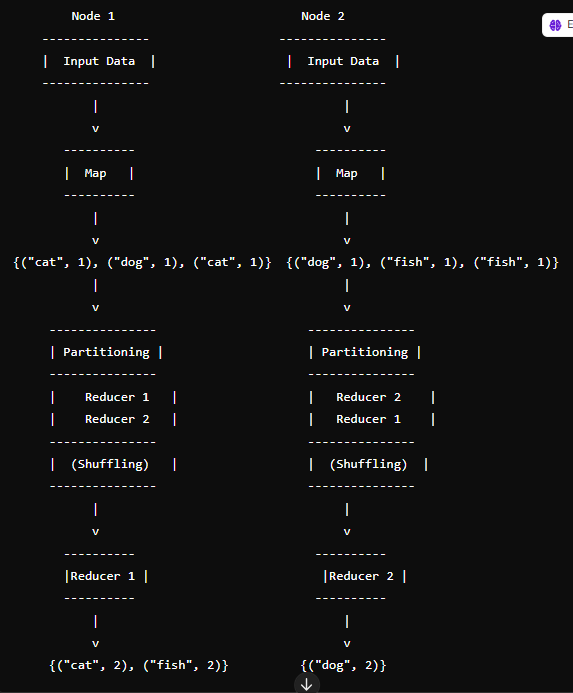 Node 1                          Node 2
---------------                  ---------------
|  Input Data  |                  |  Input Data  |
---------------                  ---------------
|                                  |
v                                  v
----------                       ----------
|  Map   |                       |  Map   |
----------                       ----------
|                                  |
v                                  v
{("cat", 1), ("dog", 1), ("cat", 1)}  {("dog", 1), ("fish", 1), ("fish", 1)}
|                                  |
v                                  v
---------------                     ---------------
| Partitioning |                    | Partitioning |
---------------                     ---------------
|    Reducer 1   |                  |   Reducer 2    |
|    Reducer 2   |                  |   Reducer 1    |
---------------                     ---------------
|  (Shuffling)   |                  |  (Shuffling)  |
---------------                     ---------------
|                                  |
v                                  v
----------                         ----------
|Reducer 1 |                        |Reducer 2 |
----------                         ----------
|                                  |
v                                  v
{("cat", 2), ("fish", 2)}          {("dog", 2)}